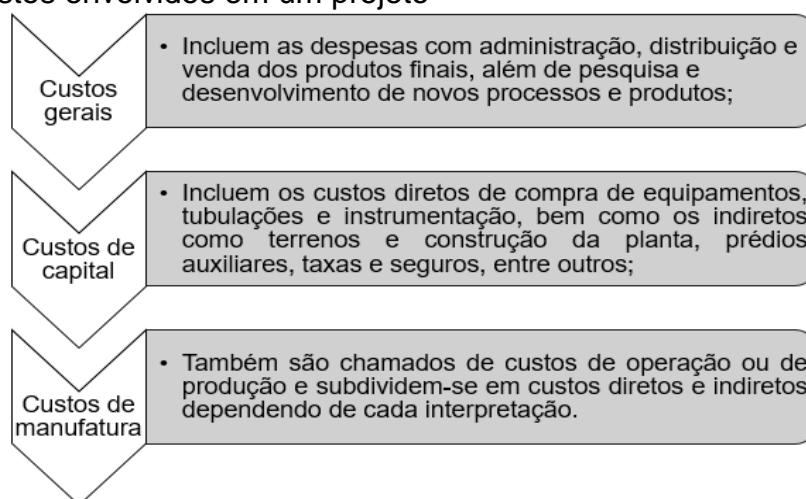 stos envolvidos em um projeto
Custos
gerais
• Incluem as despesas com administração, distribuição e
venda dos produtos finais, além de pesquisa e
desenvolvimento de novos processos e produtos;
Custos de
capital
• Incluem os custos diretos de compra de equipamentos,
tubulações e instrumentação, bem como os indiretos
como terrenos e construção da planta, prédios
auxiliares, taxas e seguros, entre outros;
Custos de
manufatura
• Também são chamados de custos de operação ou de
produção e subdividem-se em custos diretos e indiretos
dependendo de cada interpretação.